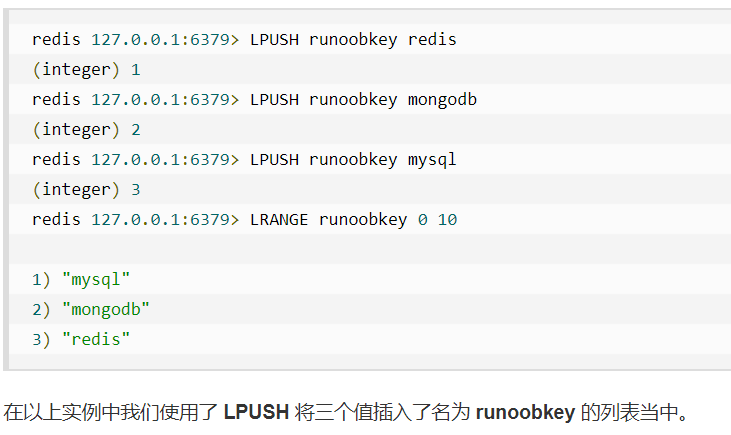 redis 127.0.0.1:6379> LPUSH runoobkey redis
(integer) 1
redis 127.0.0.1:6379> LPUSH runoobkey mongodb
(integer) 2
redis 127.0.0.1:6379> LPUSH runoobkey mysql
(integer) 3
redis 127.0.0.1:6379> LRANGE runoobkey 0 10
1) "mysql"
2) "mongodb"
3) "redis"
在以上实例中我们使用了 LPUSH 将三个值插入了名为 runoobkey 的列表当中。